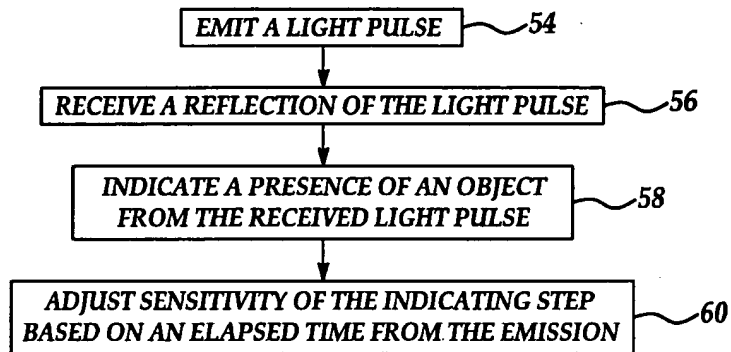 EMIT A LIGHT PULSE 54
RECEIVE A REFLECTION OF THE LIGHT PULSE 56
INDICATE A PRESENCE OF AN OBJECT
FROM THE RECEIVED LIGHT PULSE
58
ADJUST SENSITIVITY OF THE INDICATING STEP
BASED ON AN ELAPSED TIME FROM THE EMISSION
60